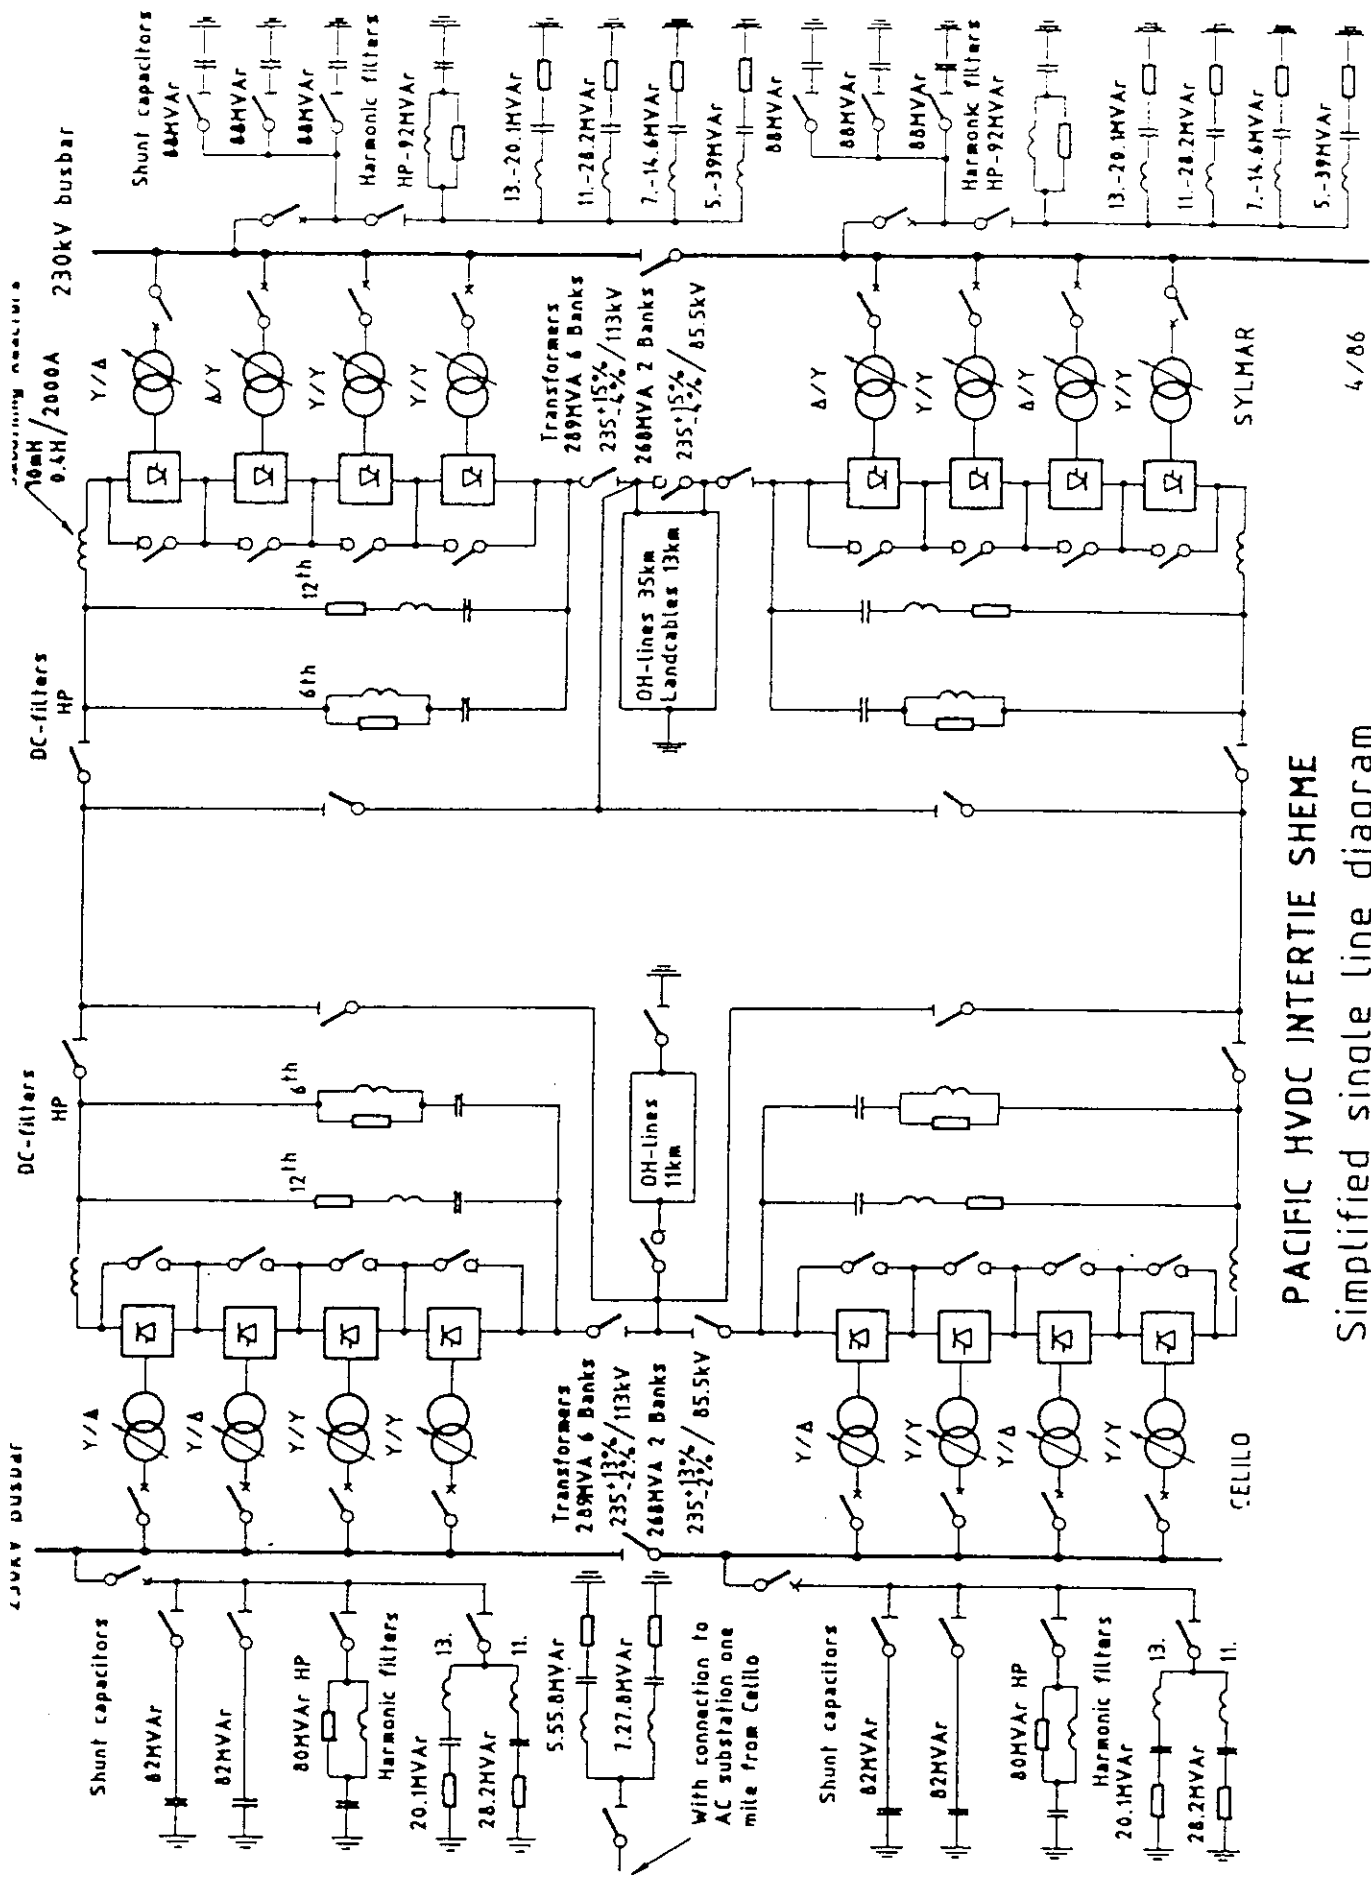 230kV busbar
Shunt capacitors
82MVAr
82MVAr
80MVAr HP
Harmonic filters
20.1MVAr
13.
28.2MVAr
11.
5.55.8MVAr
7.27.8MVAr
With connection to
AC substation one
mile from Celilo
Shunt capacitors
82MVAr
82MVAr
80MVAr HP
Harmonic filters
20.1MVAr
13.
28.2MVAr
11.
Y/Δ
Y/Δ
Y/Y
Y/Y
Transformers
289MVA 6 Banks
235+13%-2%/113kV
268MVA 2 Banks
235+13%-2%/85.5kV
Y/Δ
Y/Y
Y/Δ
Y/Y
CELILO
DC-filters
HP
12th
6th
OH-lines
11km
DC-filters
HP
6th
12th
OH-lines 35km
Landcables 13km
10mH
0.4H/2000A
Y/Δ
Δ/Y
Y/Y
Y/Y
Transformers
289MVA 6 Banks
235+15%-4%/113kV
268MVA 2 Banks
235+15%-4%/85.5kV
Δ/Y
Y/Y
Δ/Y
Y/Y
SYLMAR
230kV busbar
Shunt capacitors
88MVAr
88MVAr
88MVAr
Harmonic filters
HP-92MVAr
13.-20.1MVAr
11.-28.2MVAr
7.-14.6MVAr
5.-39MVAr
88MVAr
88MVAr
88MVAr
Harmonic filters
HP-92MVAr
13.-20.1MVAr
11.-28.2MVAr
7.-14.6MVAr
5.-39MVAr
4/86
PACIFIC HVDC INTERTIE SHEME
Simplified single line diagram